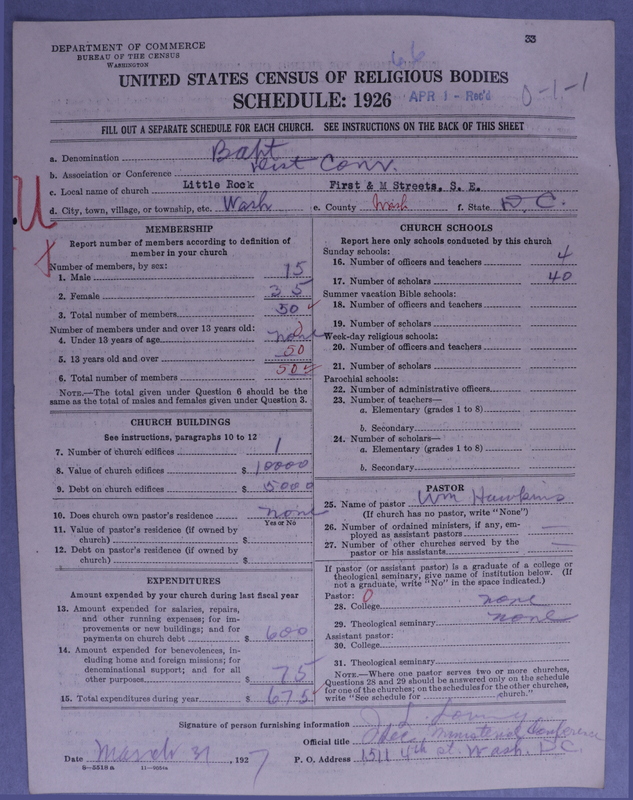 33
DEPARTMENT OF COMMERCE
BUREAU OF THE CENSUS
WASHINGTON
66
UNITED STATES CENSUS OF RELIGIOUS BODIES
SCHEDULE: 1926
APR 1 - Rec'd
0-1-1
FILL OUT A SEPARATE SCHEDULE FOR EACH CHURCH. SEE INSTRUCTIONS ON THE BACK OF THIS SHEET
a. Denomination Bapt
b. Association or Conference Dist Conv.
c. Local name of church Little Rock First & M Streets, S. E.
d. City, town, village, or township, etc. Wash e. County Wash f. State D. C.
MEMBERSHIP
Report number of members according to definition of
member in your church
Number of members, by sex:
1. Male 15
2. Female 35
3. Total number of members 50
Number of members under and over 13 years old:
4. Under 13 years of age none
5. 13 years old and over 50
6. Total number of members 50
NOTE.—The total given under Question 6 should be
same as the total of males and females given under Question 3.
CHURCH BUILDINGS
See instructions, paragraphs 10 to 12
7. Number of church edifices 1
8. Value of church edifices $ 10000
9. Debt on church edifices $ 5000
10. Does church own pastor's residence none
Yes or No
11. Value of pastor's residence (if owned by
church) $
12. Debt on pastor's residence (if owned by
church) $
EXPENDITURES
Amount expended by your church during last fiscal year
13. Amount expended for salaries, repairs,
and other running expenses; for im-
provements or new buildings; and for
payments on church debt $ 600
14. Amount expended for benevolences, in-
cluding home and foreign missions; for
denominational support; and for all
other purposes $ 75
15. Total expenditures during year $ 675
CHURCH SCHOOLS
Report here only schools conducted by this church
Sunday schools:
16. Number of officers and teachers 4
17. Number of scholars 40
Summer vacation Bible schools:
18. Number of officers and teachers
19. Number of scholars
Week-day religious schools:
20. Number of officers and teachers
21. Number of scholars
Parochial schools:
22. Number of administrative officers
23. Number of teachers—
a. Elementary (grades 1 to 8)
b. Secondary
24. Number of scholars—
a. Elementary (grades 1 to 8)
b. Secondary
PASTOR
25. Name of pastor Wm Hawkins
(If church has no pastor, write "None")
26. Number of ordained ministers, if any, em-
ployed as assistant pastors
27. Number of other churches served by the
pastor or his assistants
If pastor (or assistant pastor) is a graduate of a college or
theological seminary, give name of institution below. (If
not a graduate, write "No" in the space indicated.)
Pastor: 0
28. College none
29. Theological seminary none
Assistant pastor:
30. College
31. Theological seminary
NOTE.—Where one pastor serves two or more churches,
Questions 28 and 29 should be answered only on the schedule
for one of the churches; on the schedules for the other churches,
write "See schedule for church."
Signature of person furnishing information
Official title Ministerial Conference
Date March 31, 1927 P. O. Address 1511 4th St. Wash. D.C.
8-5518a